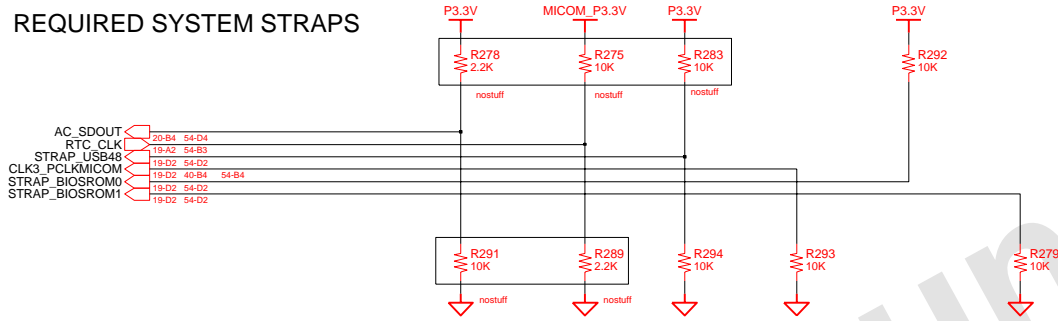 REQUIRED SYSTEM STRAPS
P3.3V MICOM_P3.3V P3.3V P3.3V
R278 R275 R283 R292
2.2K 10K 10K 10K
nostuff nostuff nostuff
AC_SDOUT
20-B4 54-D4
RTC_CLK
19-A2 54-B3
STRAP_USB48
19-D2 54-D2
CLK3_PCLKMICOM
19-D2 40-B4 54-B4
STRAP_BIOSROM0
19-D2 54-D2
STRAP_BIOSROM1
19-D2 54-D2
R291 R289 R294 R293 R279
10K 2.2K 10K 10K 10K
nostuff nostuff